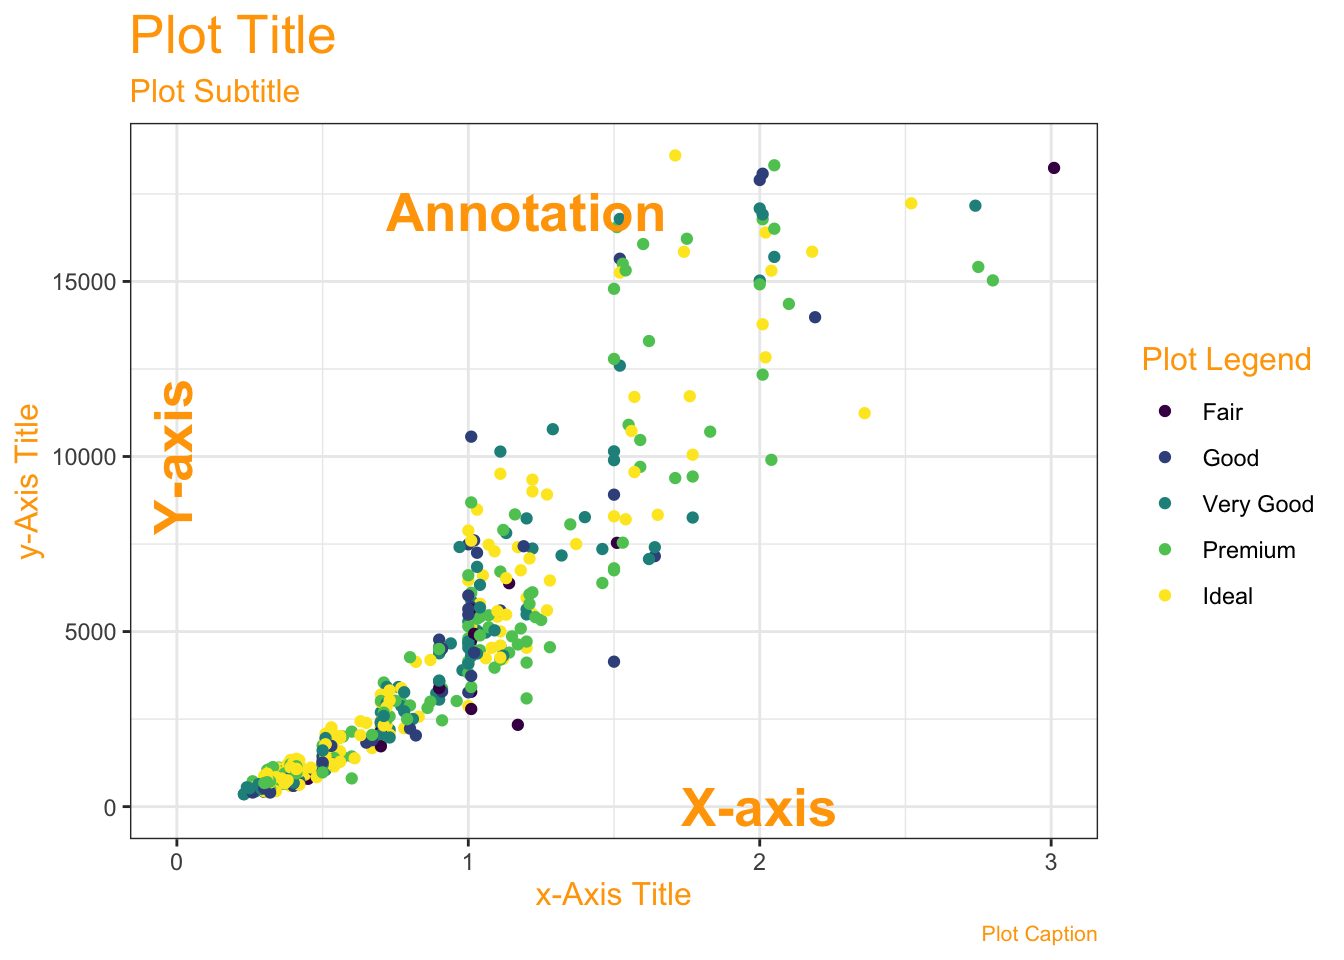 Plot Title
Plot Subtitle
Annotation
15000
10000
5000
0
y-Axis Title
Y-axis
X-axis
0 1 2 3
x-Axis Title
Plot Caption
Plot Legend
Fair
Good
Very Good
Premium
Ideal